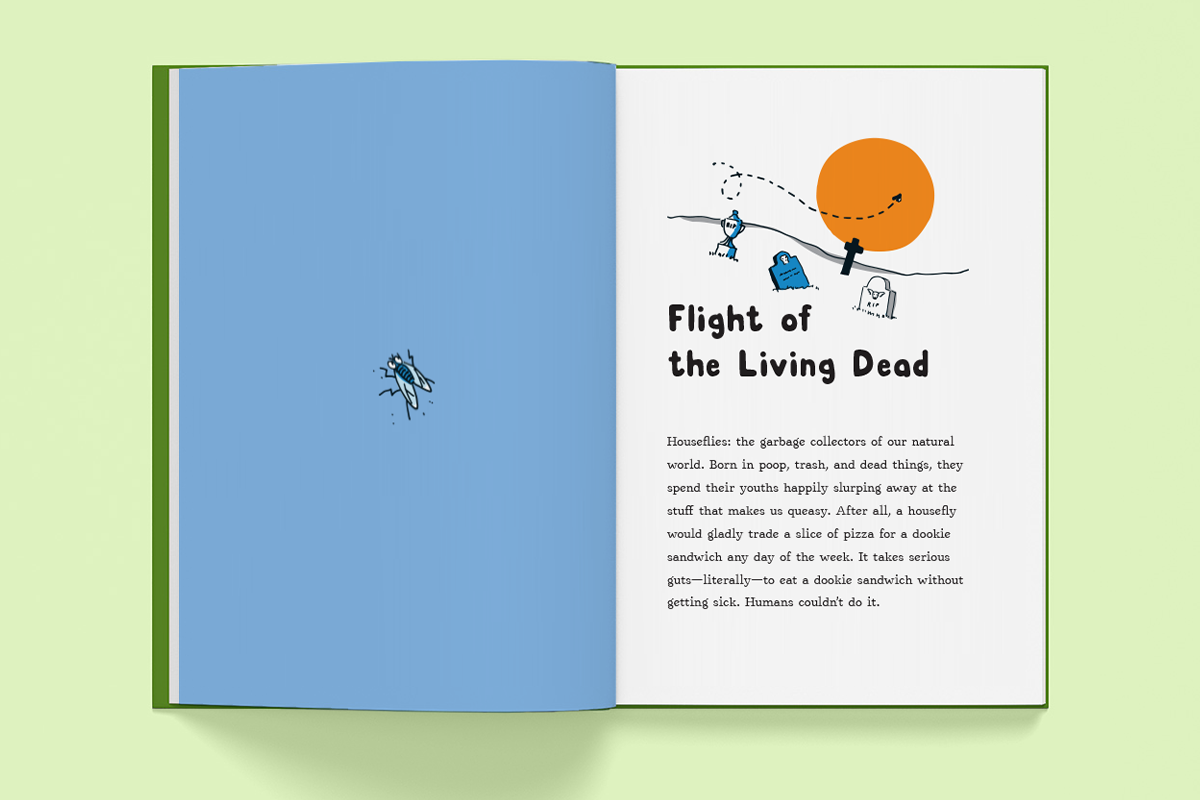 RIP
RIP
Flight of
the Living Dead
Houseflies: the garbage collectors of our natural
world. Born in poop, trash, and dead things, they
spend their youths happily slurping away at the
stuff that makes us queasy. After all, a housefly
would gladly trade a slice of pizza for a dookie
sandwich any day of the week. It takes serious
guts—literally—to eat a dookie sandwich without
getting sick. Humans couldn't do it.